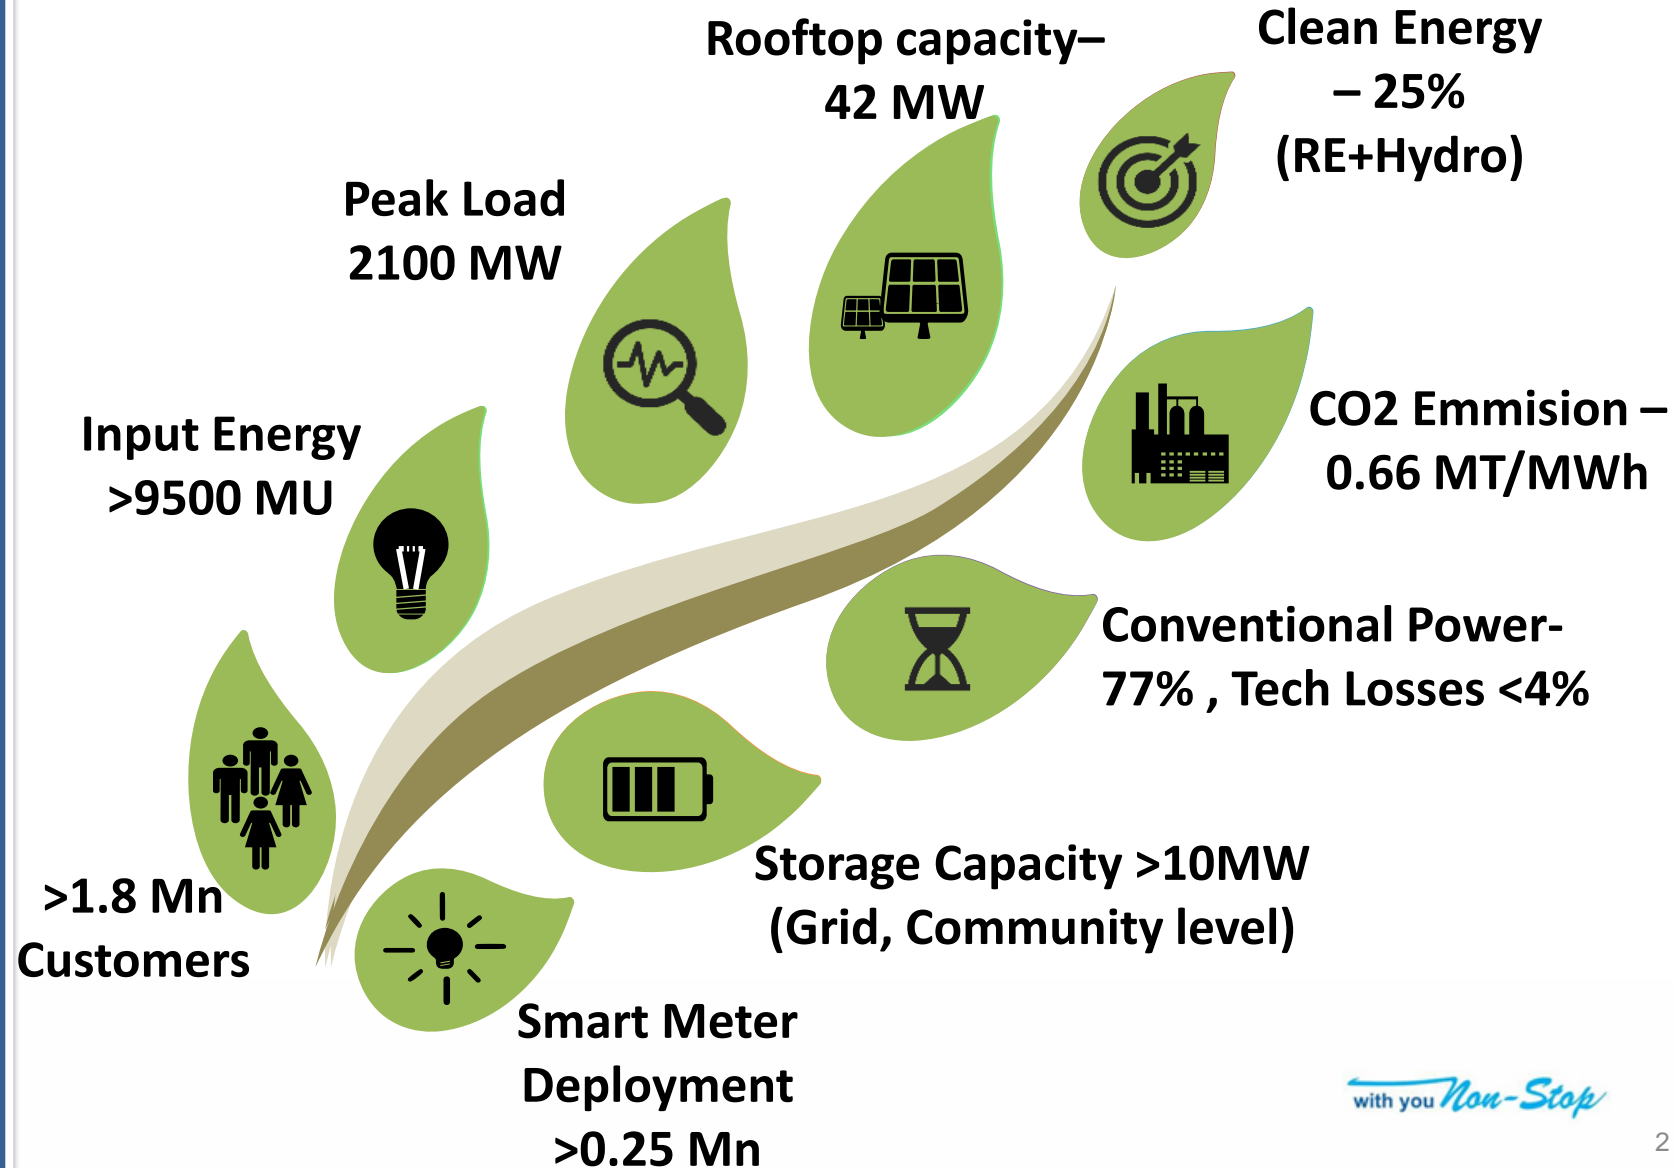 Rooftop capacity–
42 MW
Clean Energy
– 25%
(RE+Hydro)
Peak Load
2100 MW
Input Energy
>9500 MU
CO2 Emmision –
0.66 MT/MWh
Conventional Power-
77% , Tech Losses <4%
Storage Capacity >10MW
(Grid, Community level)
>1.8 Mn
Customers
Smart Meter
Deployment
>0.25 Mn
with you Non-Stop
2